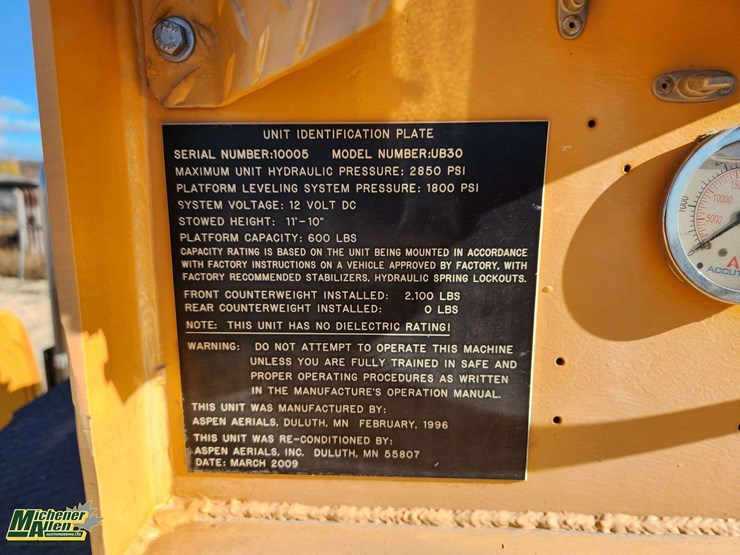 UNIT IDENTIFICATION PLATE
SERIAL NUMBER:10005 MODEL NUMBER:UB30
MAXIMUM UNIT HYDRAULIC PRESSURE: 2850 PSI
PLATFORM LEVELING SYSTEM PRESSURE: 1800 PSI
SYSTEM VOLTAGE: 12 VOLT DC
STOWED HEIGHT: 11'-10"
PLATFORM CAPACITY: 600 LBS
CAPACITY RATING IS BASED ON THE UNIT BEING MOUNTED IN ACCORDANCE
WITH FACTORY INSTRUCTIONS ON A VEHICLE APPROVED BY FACTORY, WITH
FACTORY RECOMMENDED STABILIZERS, HYDRAULIC SPRING LOCKOUTS.
FRONT COUNTERWEIGHT INSTALLED: 2,100 LBS
REAR COUNTERWEIGHT INSTALLED: 0 LBS
NOTE: THIS UNIT HAS NO DIELECTRIC RATING!
WARNING: DO NOT ATTEMPT TO OPERATE THIS MACHINE
UNLESS YOU ARE FULLY TRAINED IN SAFE AND
PROPER OPERATING PROCEDURES AS WRITTEN
IN THE MANUFACTURE'S OPERATION MANUAL.
THIS UNIT WAS MANUFACTURED BY:
ASPEN AERIALS, DULUTH, MN FEBRUARY, 1996
THIS UNIT WAS RE-CONDITIONED BY:
ASPEN AERIALS, INC. DULUTH, MN 55807
DATE: MARCH 2009
1000
10000
5000
ACCUT
Michener
Allen
AUCTIONEERING LTD.